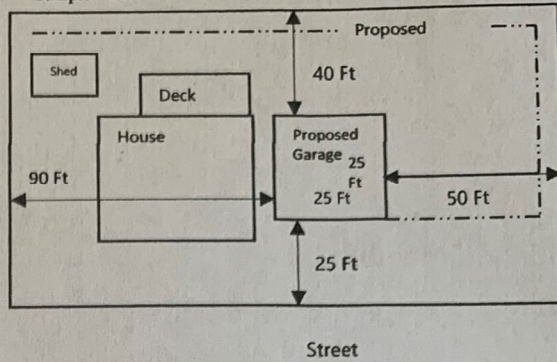 Proposed
Shed
40 Ft
Deck
House
Proposed
Garage
25
Ft
25 Ft
90 Ft
50 Ft
25 Ft
Street